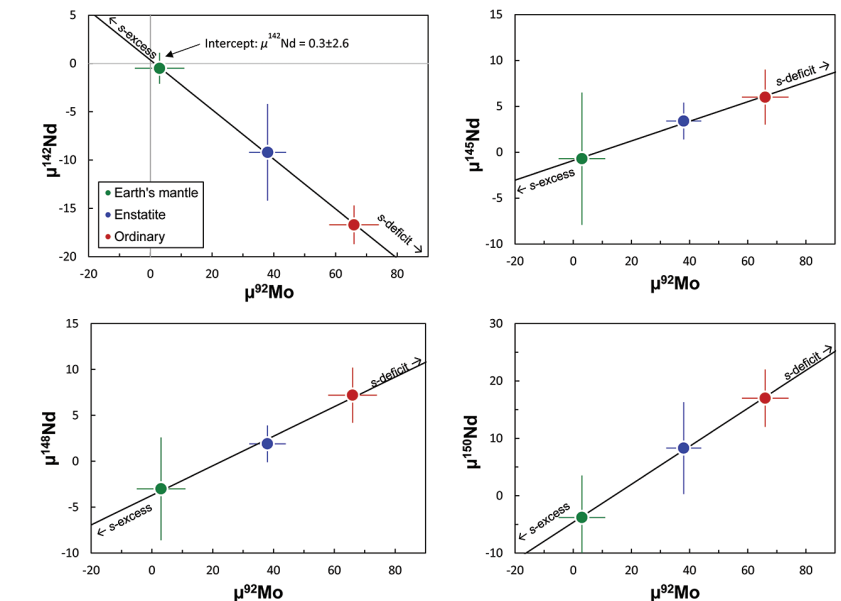 5
0
-5
-10
-15
-20
-20
0
20
40
60
80
μ¹⁴²Nd
μ⁹²Mo
← s-excess
Intercept: μ¹⁴²Nd = 0.3±2.6
Earth's mantle
Enstatite
Ordinary
s-deficit →
15
10
5
0
-5
-10
-20
0
20
40
60
80
μ¹⁴⁵Nd
μ⁹²Mo
s-deficit →
← s-excess
15
10
5
0
-5
-10
-20
0
20
40
60
80
μ¹⁴⁸Nd
μ⁹²Mo
s-deficit →
← s-excess
30
20
10
0
-10
-20
0
20
40
60
80
μ¹⁵⁰Nd
μ⁹²Mo
s-deficit →
← s-excess